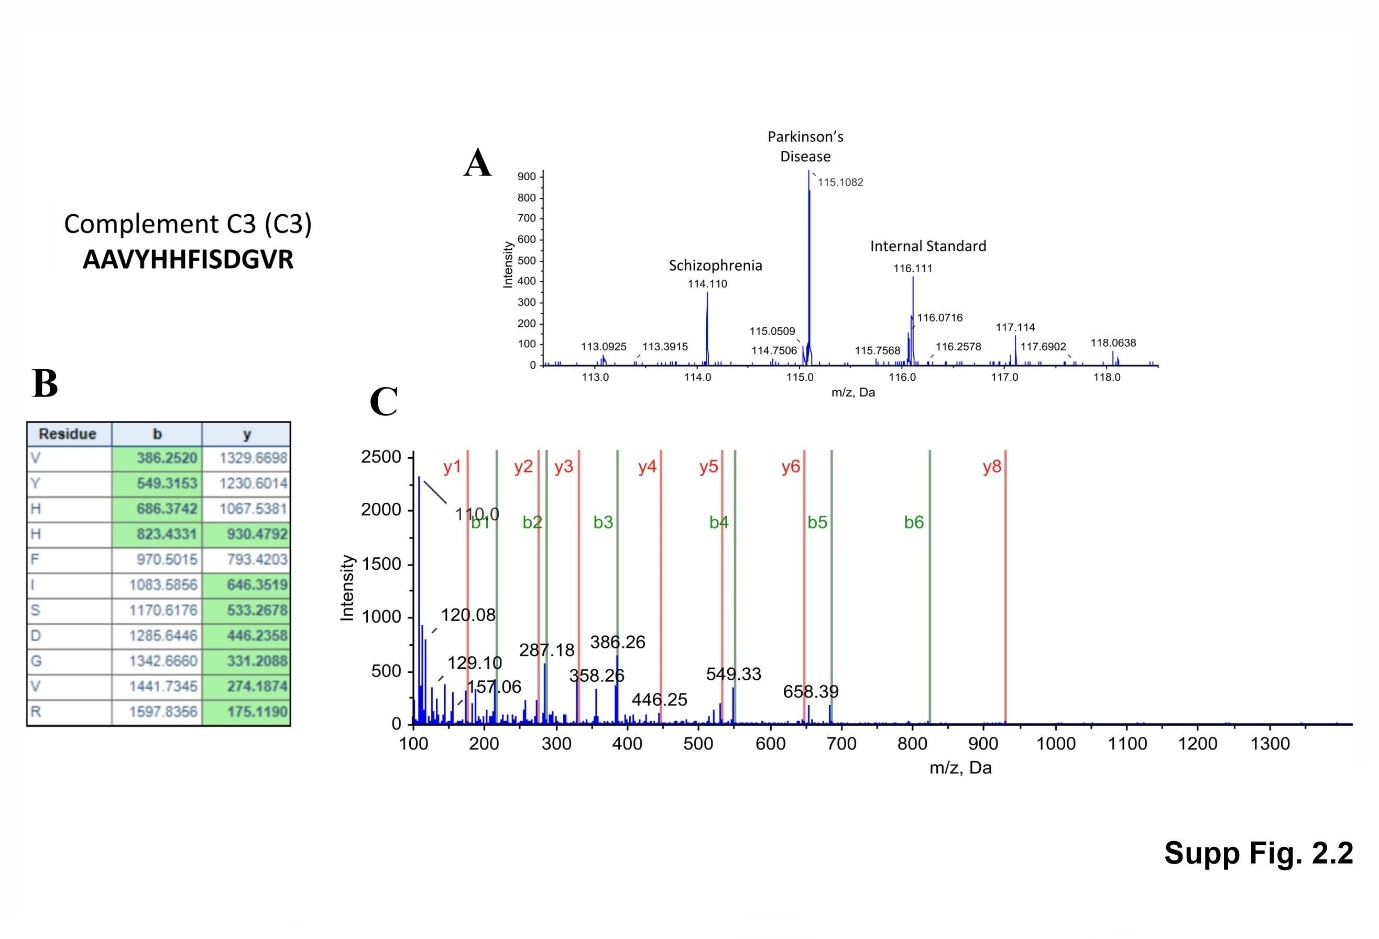 Complement C3 (C3)
AAVYHHFISDGVR
A
Parkinson's
Disease
115.1082
Internal Standard
116.111
Schizophrenia
114.110
116.0716
115.0509
117.114
113.0925
113.3915
114.7506
115.7568
116.2578
117.6902
118.0638
Intensity
900
800
700
600
500
400
300
200
100
0
113.0 114.0 115.0 116.0 117.0 118.0
m/z, Da
B
Residue b y
V 386.2520 1329.6698
Y 549.3153 1230.6014
H 686.3742 1067.5381
H 823.4331 930.4792
F 970.5015 793.4203
I 1083.5856 646.3519
S 1170.6176 533.2678
D 1285.6446 446.2358
G 1342.6660 331.2088
V 1441.7345 274.1874
R 1597.8356 175.1190
C
Intensity
2500
2000
1500
1000
500
0
y1 y2 y3 y4 y5 y6 y8
110.0
b1 b2 b3 b4 b5 b6
120.08
129.10
157.06
287.18
386.26
358.26
446.25
549.33
658.39
100 200 300 400 500 600 700 800 900 1000 1100 1200 1300
m/z, Da
Supp Fig. 2.2